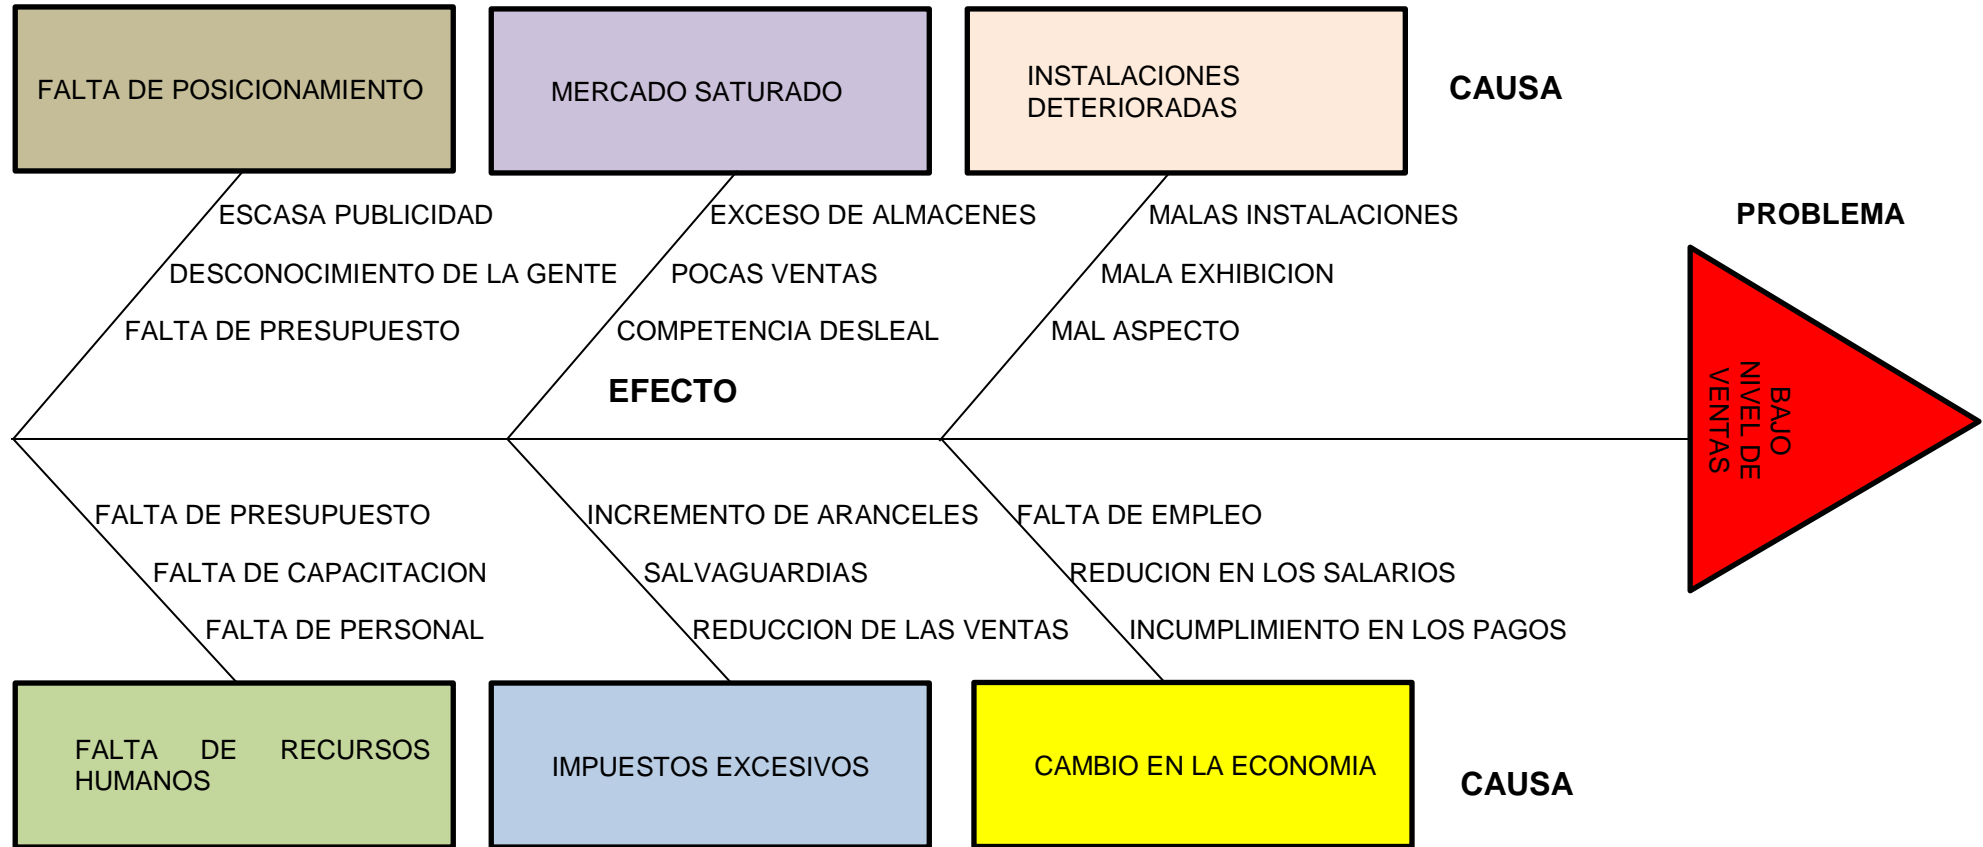 FALTA DE POSICIONAMIENTO
MERCADO SATURADO
INSTALACIONES
DETERIORADAS
CAUSA
ESCASA PUBLICIDAD
DESCONOCIMIENTO DE LA GENTE
FALTA DE PRESUPUESTO
EXCESO DE ALMACENES
POCAS VENTAS
COMPETENCIA DESLEAL
MALAS INSTALACIONES
MALA EXHIBICION
MAL ASPECTO
PROBLEMA
EFECTO
BAJO
NIVEL DE
VENTAS
FALTA DE PRESUPUESTO
FALTA DE CAPACITACION
FALTA DE PERSONAL
INCREMENTO DE ARANCELES
SALVAGUARDIAS
REDUCCION DE LAS VENTAS
FALTA DE EMPLEO
REDUCION EN LOS SALARIOS
INCUMPLIMIENTO EN LOS PAGOS
FALTA DE RECURSOS
HUMANOS
IMPUESTOS EXCESIVOS
CAMBIO EN LA ECONOMIA
CAUSA